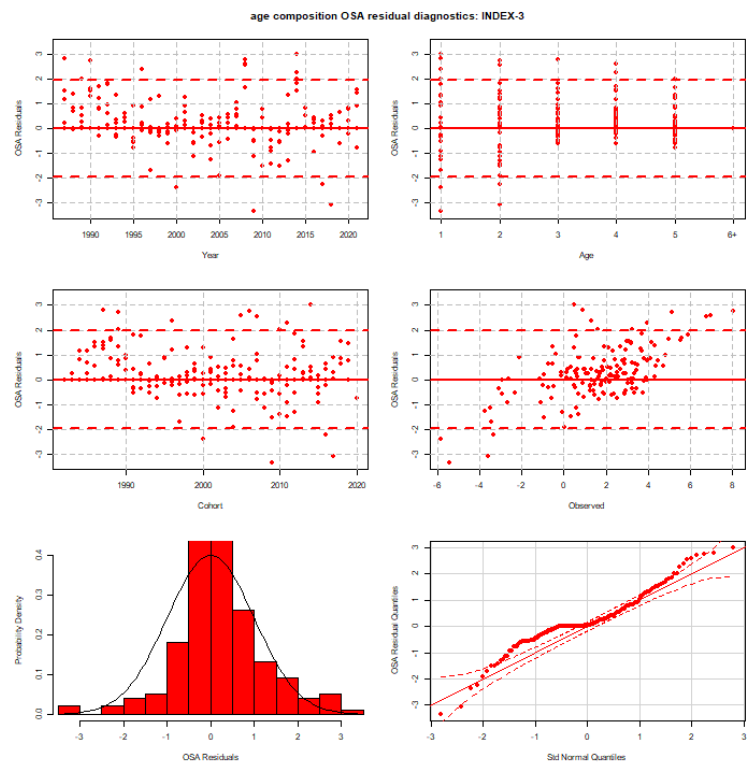 age composition OSA residual diagnostics: INDEX-3
OSA Residuals
3
2
1
0
-1
-2
-3
1990 1995 2000 2005 2010 2015 2020
Year
OSA Residuals
3
2
1
0
-1
-2
-3
1 2 3 4 5 6+
Age
OSA Residuals
3
2
1
0
-1
-2
-3
1990 2000 2010 2020
Cohort
OSA Residuals
3
2
1
0
-1
-2
-3
-6 -4 -2 0 2 4 6 8
Observed
Probability Density
0.4
0.3
0.2
0.1
0.0
-3 -2 -1 0 1 2 3
OSA Residuals
OSA Residual Quantiles
3
2
1
0
-1
-2
-3
-3 -2 -1 0 1 2 3
Std Normal Quantiles